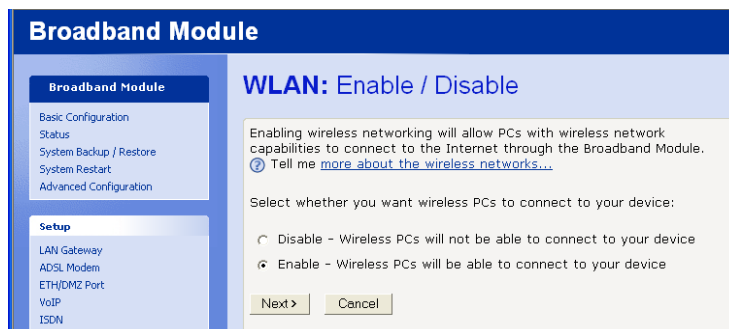 Broadband Module
Broadband Module
Basic Configuration
Status
System Backup / Restore
System Restart
Advanced Configuration
Setup
LAN Gateway
ADSL Modem
ETH/DMZ Port
VoIP
ISDN
WLAN: Enable / Disable
Enabling wireless networking will allow PCs with wireless network
capabilities to connect to the Internet through the Broadband Module.
? Tell me more about the wireless networks...
Select whether you want wireless PCs to connect to your device:
Disable - Wireless PCs will not be able to connect to your device
Enable - Wireless PCs will be able to connect to your device
Next> Cancel